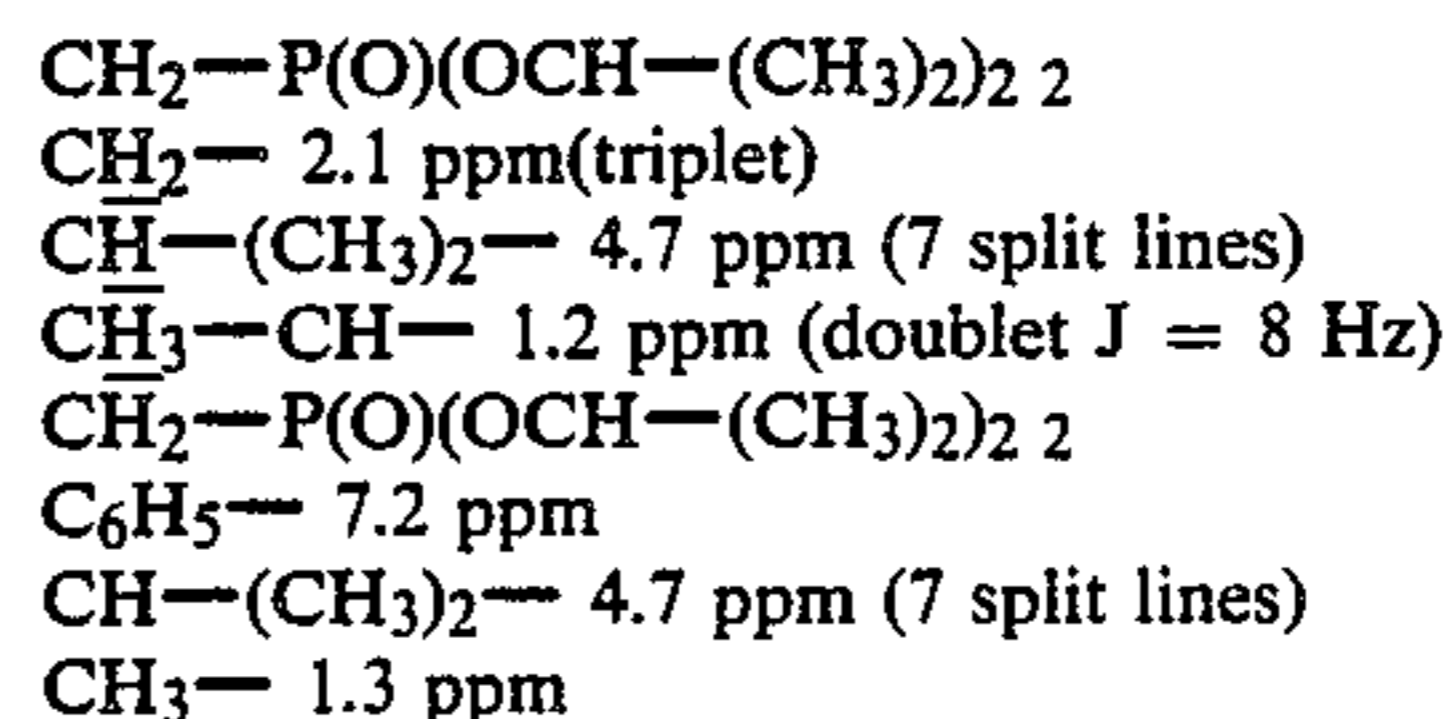 CH2—P(O)(OCH—(CH3)2)2 2
CH2— 2.1 ppm(triplet)
CH—(CH3)2— 4.7 ppm (7 split lines)
CH3—CH— 1.2 ppm (doublet J = 8 Hz)
CH2—P(O)(OCH—(CH3)2)2 2
C6H5— 7.2 ppm
CH—(CH3)2— 4.7 ppm (7 split lines)
CH3— 1.3 ppm